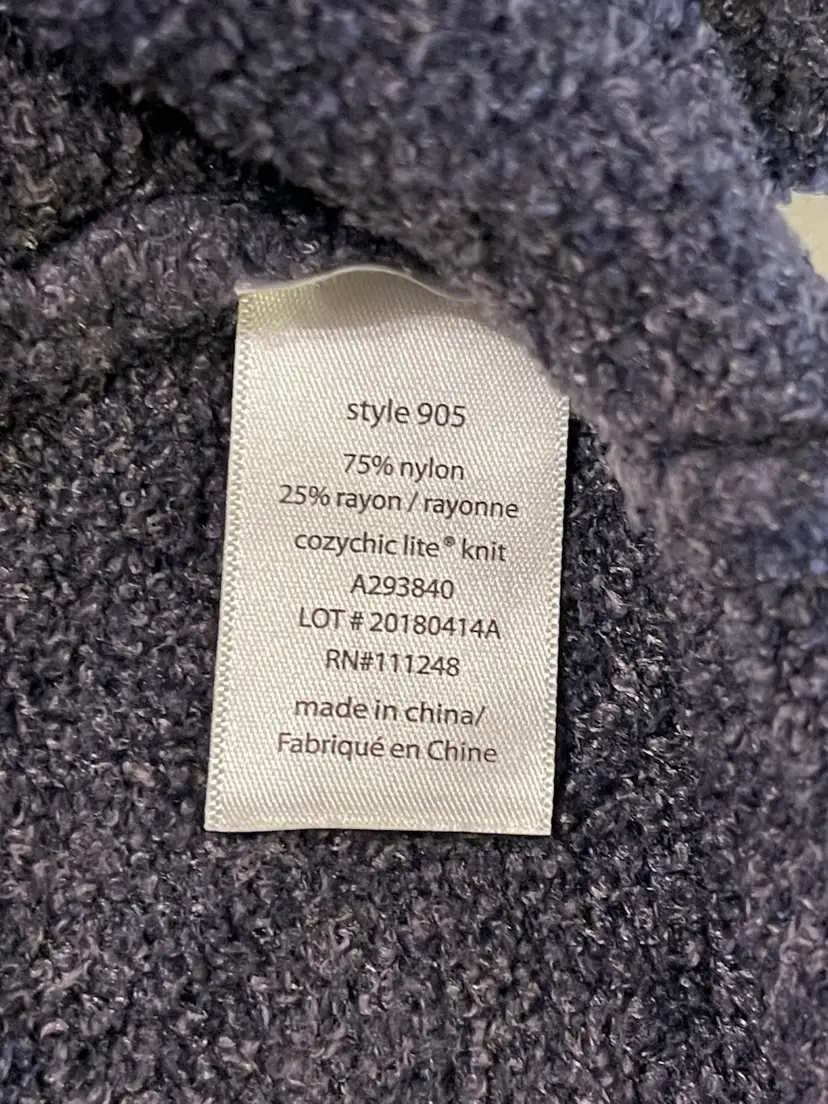 style 905
75% nylon
25% rayon / rayonne
cozychic lite® knit
A293840
LOT # 20180414A
RN#111248
made in china/
Fabriqué en Chine